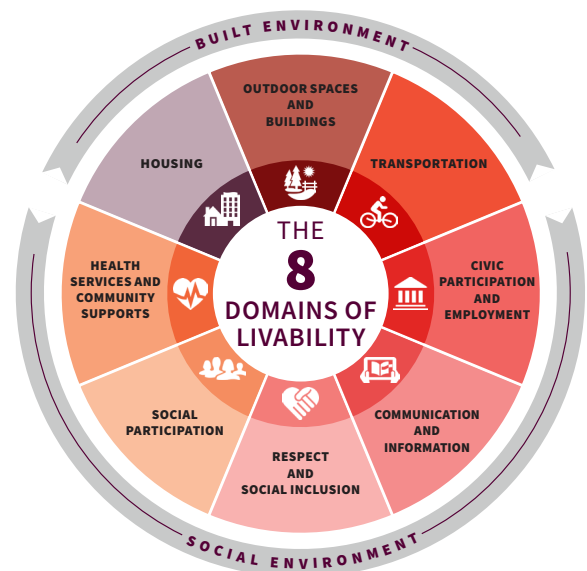 BUILT ENVIRONMENT
OUTDOOR SPACES
AND
BUILDINGS
HOUSING
TRANSPORTATION
THE
8
DOMAINS OF
LIVABILITY
HEALTH
SERVICES AND
COMMUNITY
SUPPORTS
CIVIC
PARTICIPATION
AND
EMPLOYMENT
SOCIAL
PARTICIPATION
COMMUNICATION
AND
INFORMATION
RESPECT
AND
SOCIAL INCLUSION
SOCIAL ENVIRONMENT